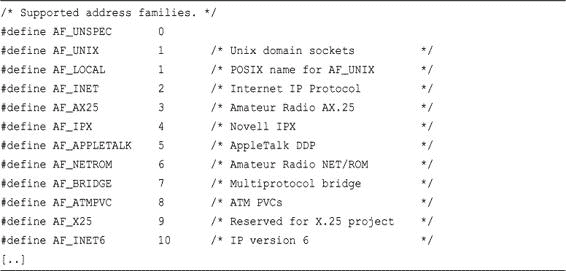 /* Supported address families. */
#define AF_UNSPEC 0
#define AF_UNIX 1 /* Unix domain sockets */
#define AF_LOCAL 1 /* POSIX name for AF_UNIX */
#define AF_INET 2 /* Internet IP Protocol */
#define AF_AX25 3 /* Amateur Radio AX.25 */
#define AF_IPX 4 /* Novell IPX */
#define AF_APPLETALK 5 /* AppleTalk DDP */
#define AF_NETROM 6 /* Amateur Radio NET/ROM */
#define AF_BRIDGE 7 /* Multiprotocol bridge */
#define AF_ATMPVC 8 /* ATM PVCs */
#define AF_X25 9 /* Reserved for X.25 project */
#define AF_INET6 10 /* IP version 6 */
[..]